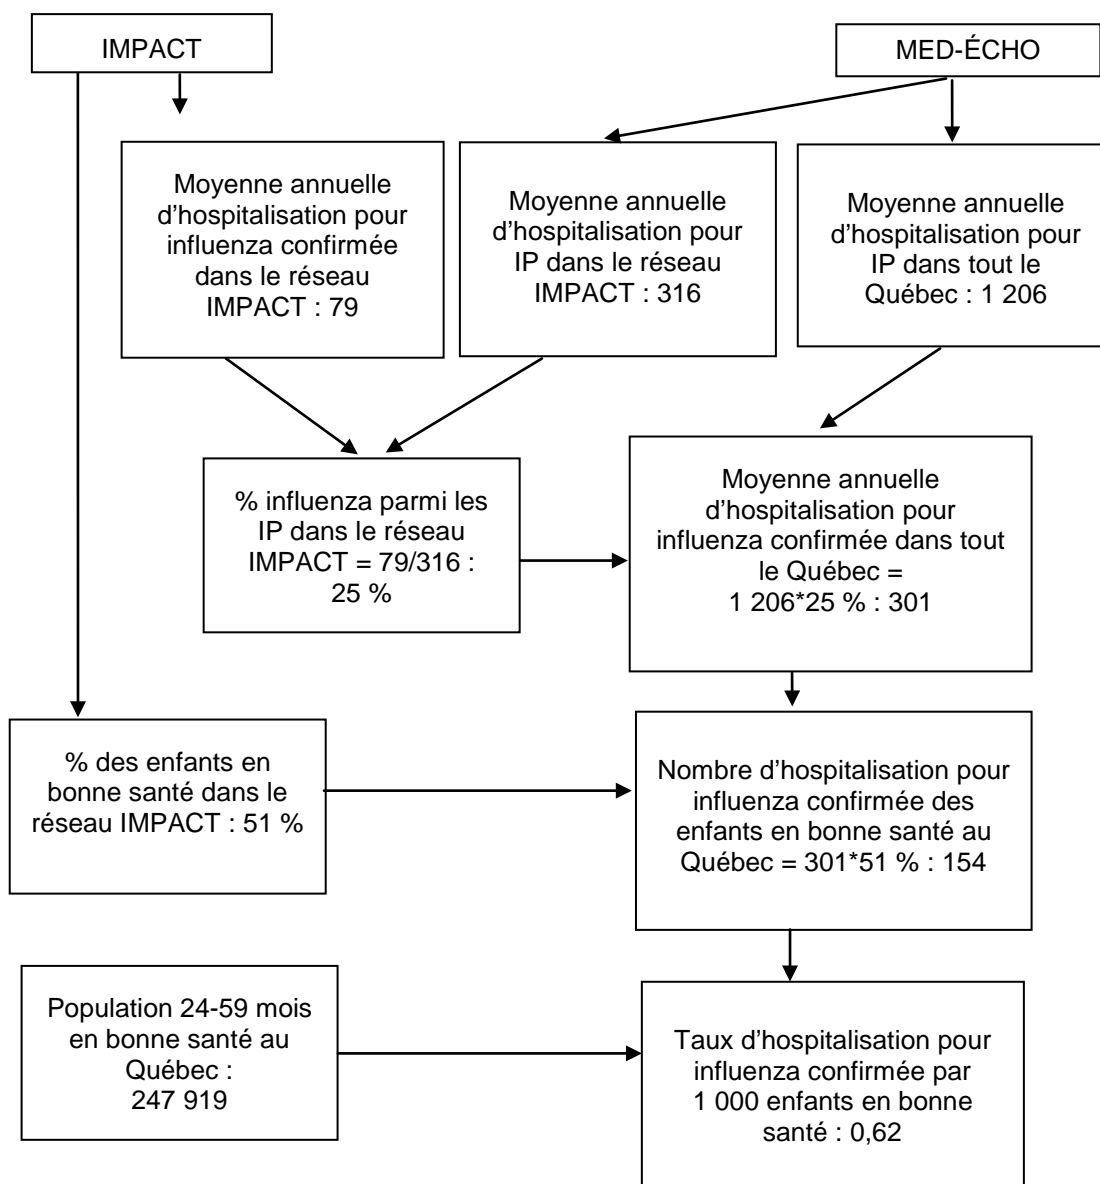 IMPACT
MED-ÉCHO
Moyenne annuelle
d'hospitalisation pour
influenza confirmée
dans le réseau
IMPACT : 79
Moyenne annuelle
d'hospitalisation pour
IP dans le réseau
IMPACT : 316
Moyenne annuelle
d'hospitalisation pour
IP dans tout le
Québec : 1 206
% influenza parmi les
IP dans le réseau
IMPACT = 79/316 :
25 %
Moyenne annuelle
d'hospitalisation pour
influenza confirmée dans tout
le Québec =
1 206*25 % : 301
% des enfants en
bonne santé dans le
réseau IMPACT : 51 %
Nombre d'hospitalisation pour
influenza confirmée des
enfants en bonne santé au
Québec = 301*51 % : 154
Population 24-59 mois
en bonne santé au
Québec :
247 919
Taux d'hospitalisation pour
influenza confirmée par
1 000 enfants en bonne
santé : 0,62